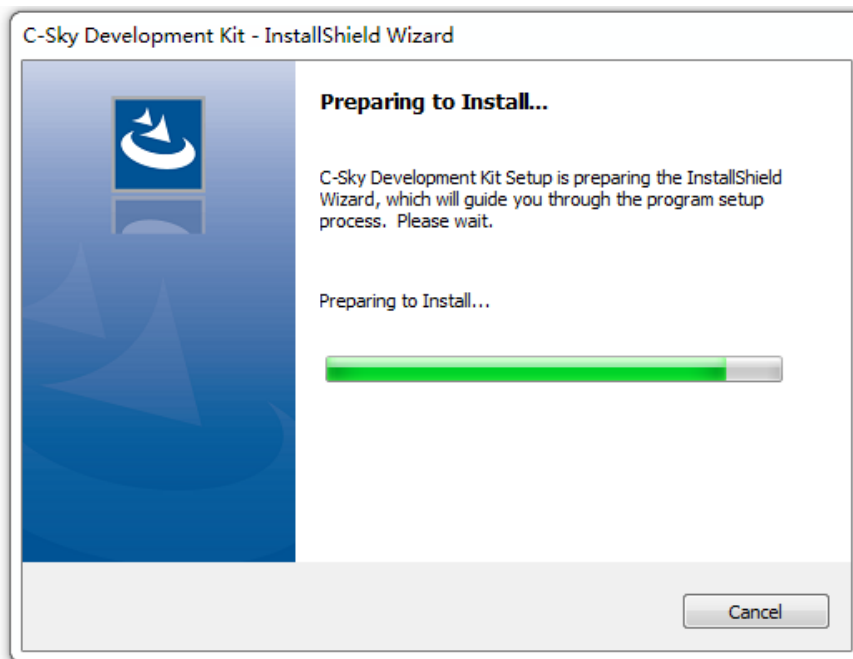 C-Sky Development Kit - InstallShield Wizard
Preparing to Install...
C-Sky Development Kit Setup is preparing the InstallShield
Wizard, which will guide you through the program setup
process.  Please wait.
Preparing to Install...
Cancel